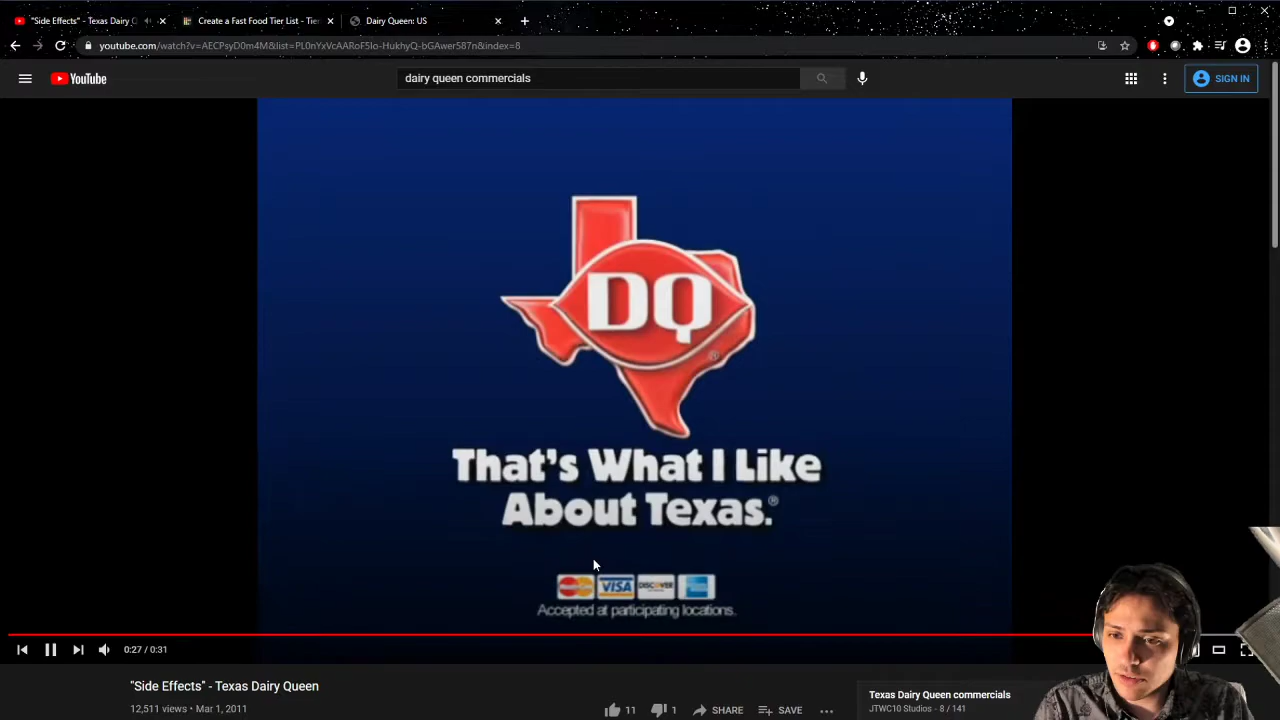 "Side Effects" - Texas Dairy Q
Create a Fast Food Tier List - Tier
Dairy Queen: US
youtube.com/watch?v=AECPsyD0m4M&list=PL0nYxVcAARoF5Io-HukhyQ-bGAwer587n&index=8
YouTube
dairy queen commercials
SIGN IN
DQ
®
That's What I Like
About Texas.®
MasterCard VISA DISCOVER
Accepted at participating locations.
0:27 / 0:31
"Side Effects" - Texas Dairy Queen
12,511 views • Mar 1, 2011
11
1
SHARE
SAVE
Texas Dairy Queen commercials
JTWC10 Studios - 8 / 141